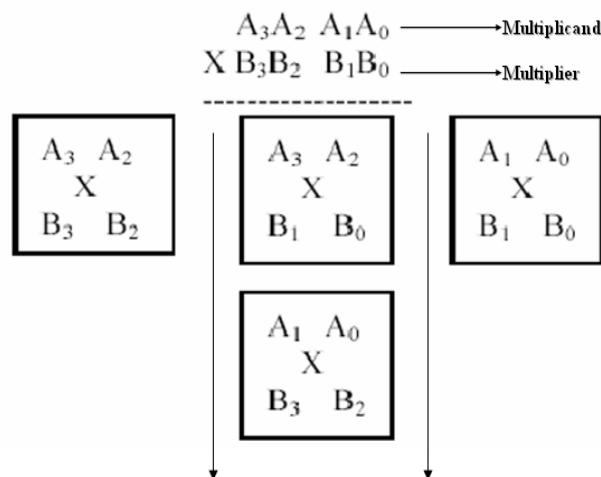 A₃A₂ A₁A₀ Multiplicand
X B₃B₂ B₁B₀ Multiplier
A₃ A₂
X
B₃ B₂
A₃ A₂
X
B₁ B₀
A₁ A₀
X
B₁ B₀
A₁ A₀
X
B₃ B₂